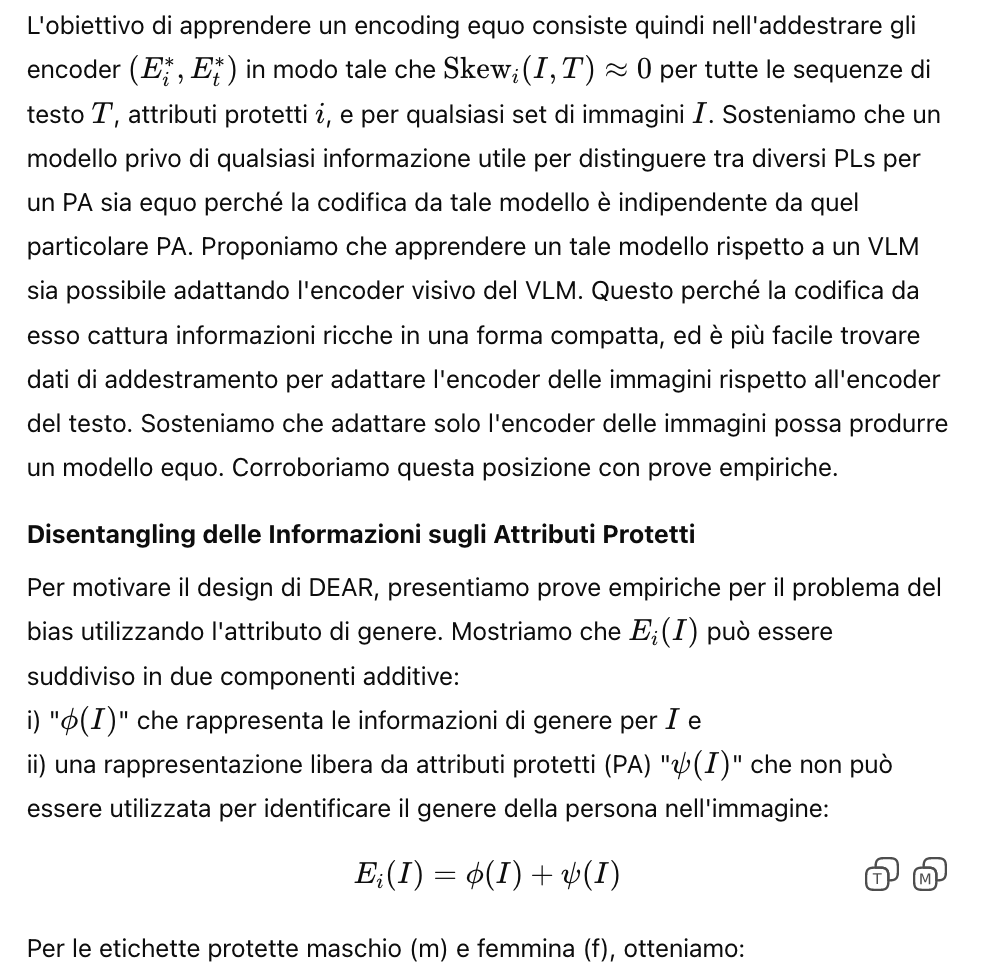 L'obiettivo di apprendere un encoding equo consiste quindi nell'addestrare gli
encoder (E_i^*, E_t^*) in modo tale che Skew_i(I, T) ≈ 0 per tutte le sequenze di
testo T, attributi protetti i, e per qualsiasi set di immagini I. Sosteniamo che un
modello privo di qualsiasi informazione utile per distinguere tra diversi PLs per
un PA sia equo perché la codifica da tale modello è indipendente da quel
particolare PA. Proponiamo che apprendere un tale modello rispetto a un VLM
sia possibile adattando l'encoder visivo del VLM. Questo perché la codifica da
esso cattura informazioni ricche in una forma compatta, ed è più facile trovare
dati di addestramento per adattare l'encoder delle immagini rispetto all'encoder
del testo. Sosteniamo che adattare solo l'encoder delle immagini possa produrre
un modello equo. Corroboriamo questa posizione con prove empiriche.
Disentangling delle Informazioni sugli Attributi Protetti
Per motivare il design di DEAR, presentiamo prove empiriche per il problema del
bias utilizzando l'attributo di genere. Mostriamo che E_i(I) può essere
suddiviso in due componenti additive:
i) "ϕ(I)" che rappresenta le informazioni di genere per I e
ii) una rappresentazione libera da attributi protetti (PA) "ψ(I)" che non può
essere utilizzata per identificare il genere della persona nell'immagine:
E_i(I) = ϕ(I) + ψ(I)
T M
Per le etichette protette maschio (m) e femmina (f), otteniamo: